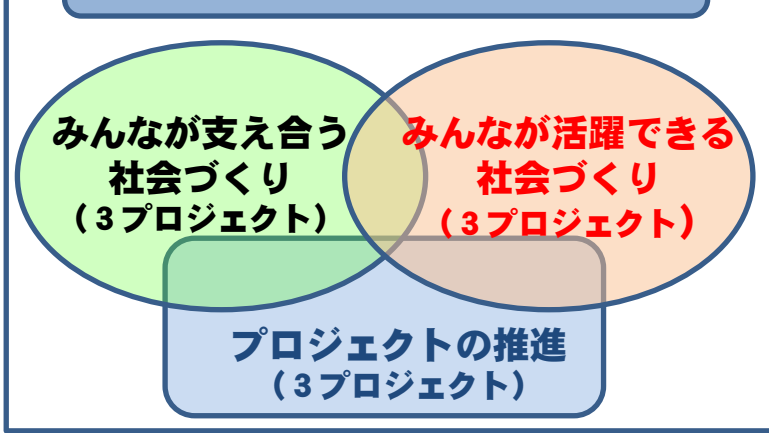 みんなが支え合う
社会づくり
（３プロジェクト）
みんなが活躍できる
社会づくり
（３プロジェクト）
プロジェクトの推進
（３プロジェクト）